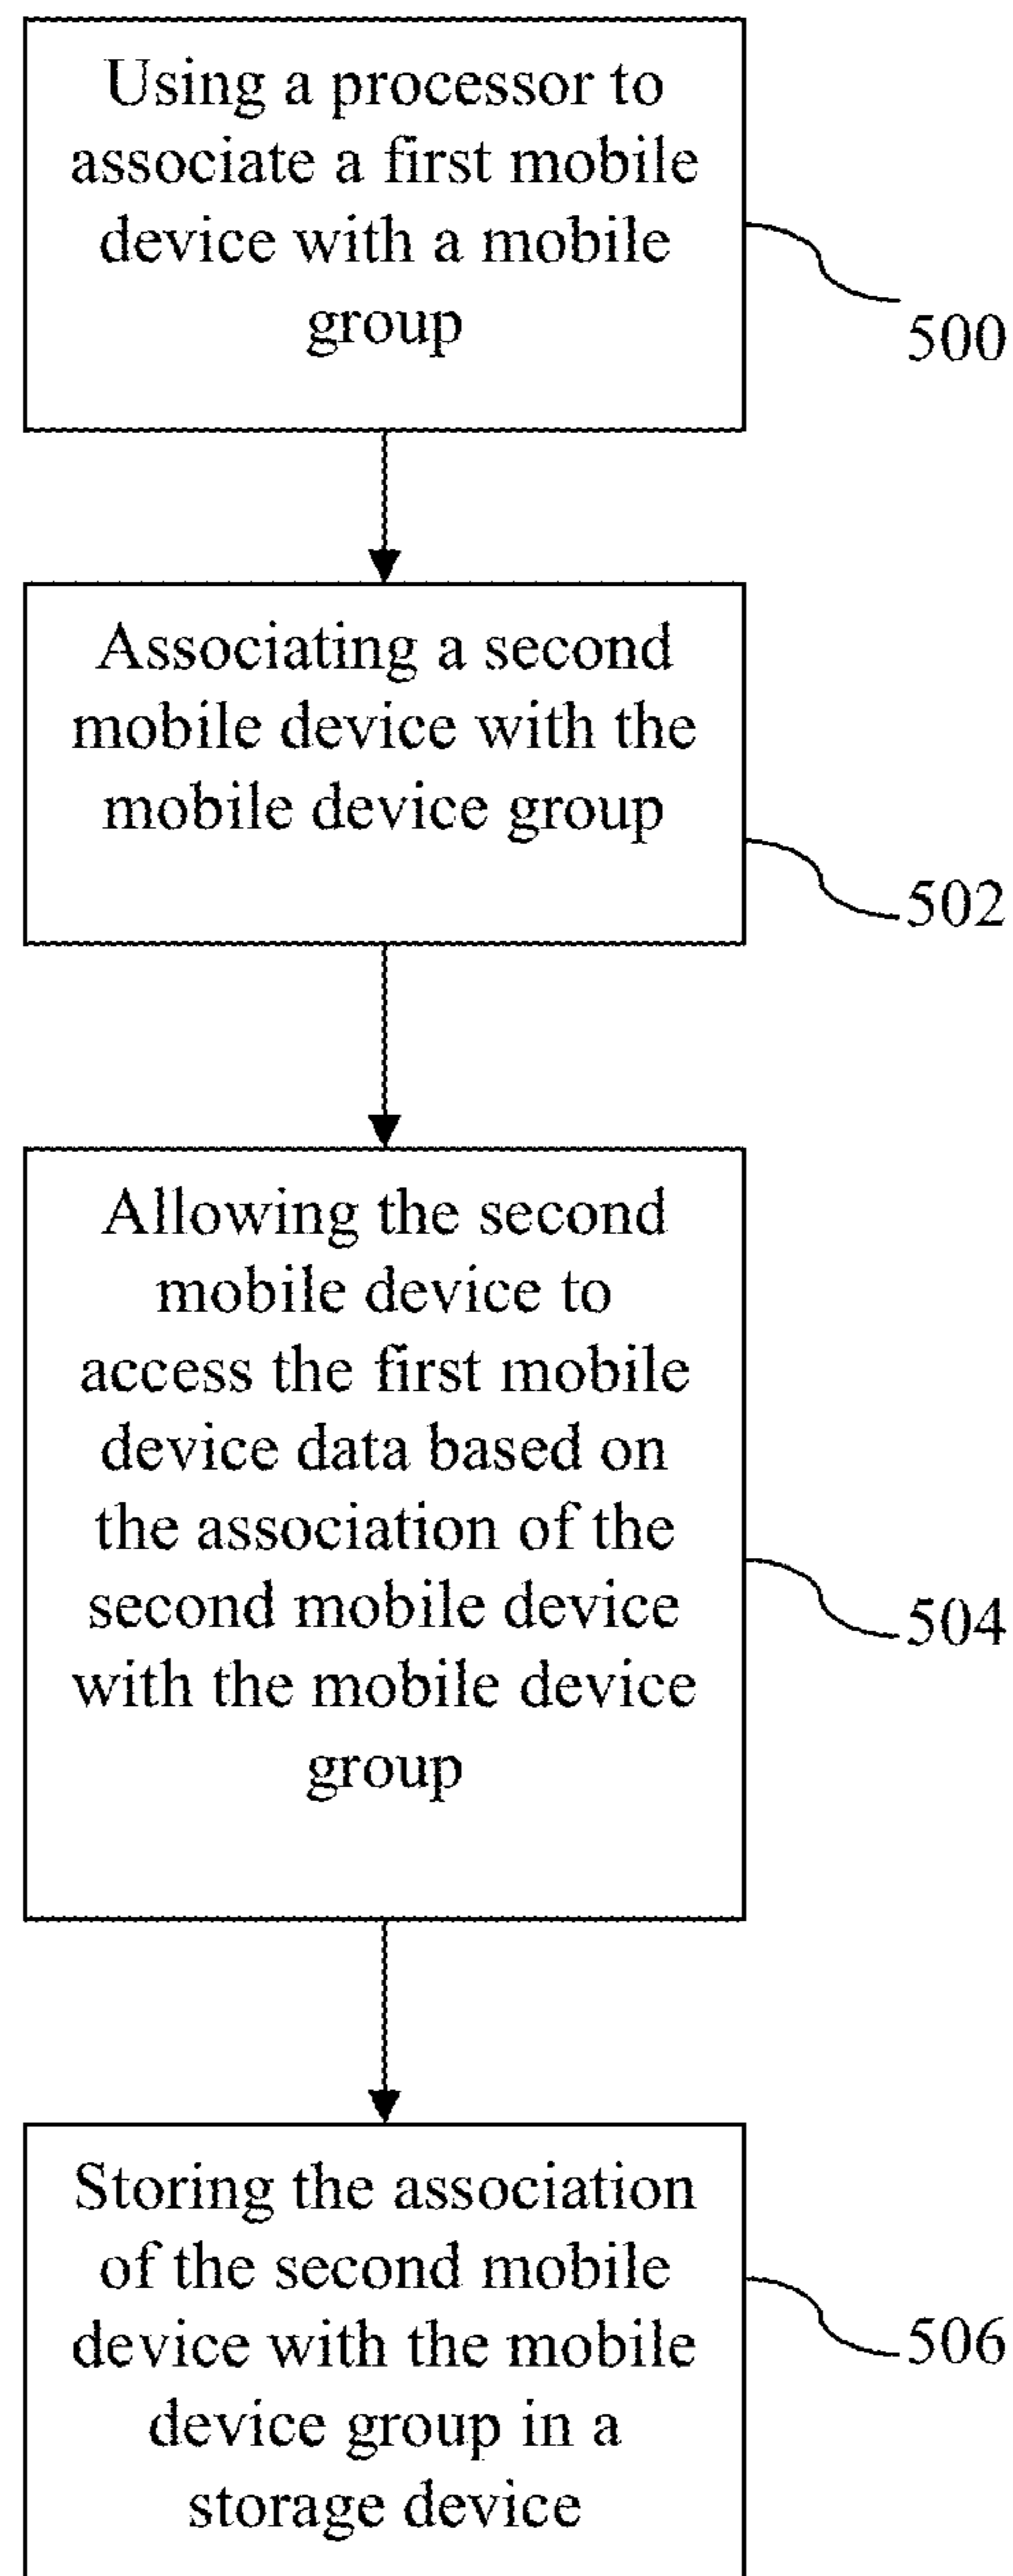 Using a processor to
associate a first mobile
device with a mobile
group
500
Associating a second
mobile device with the
mobile device group
502
Allowing the second
mobile device to
access the first mobile
device data based on
the association of the
second mobile device
with the mobile device
group
504
Storing the association
of the second mobile
device with the mobile
device group in a
storage device
506